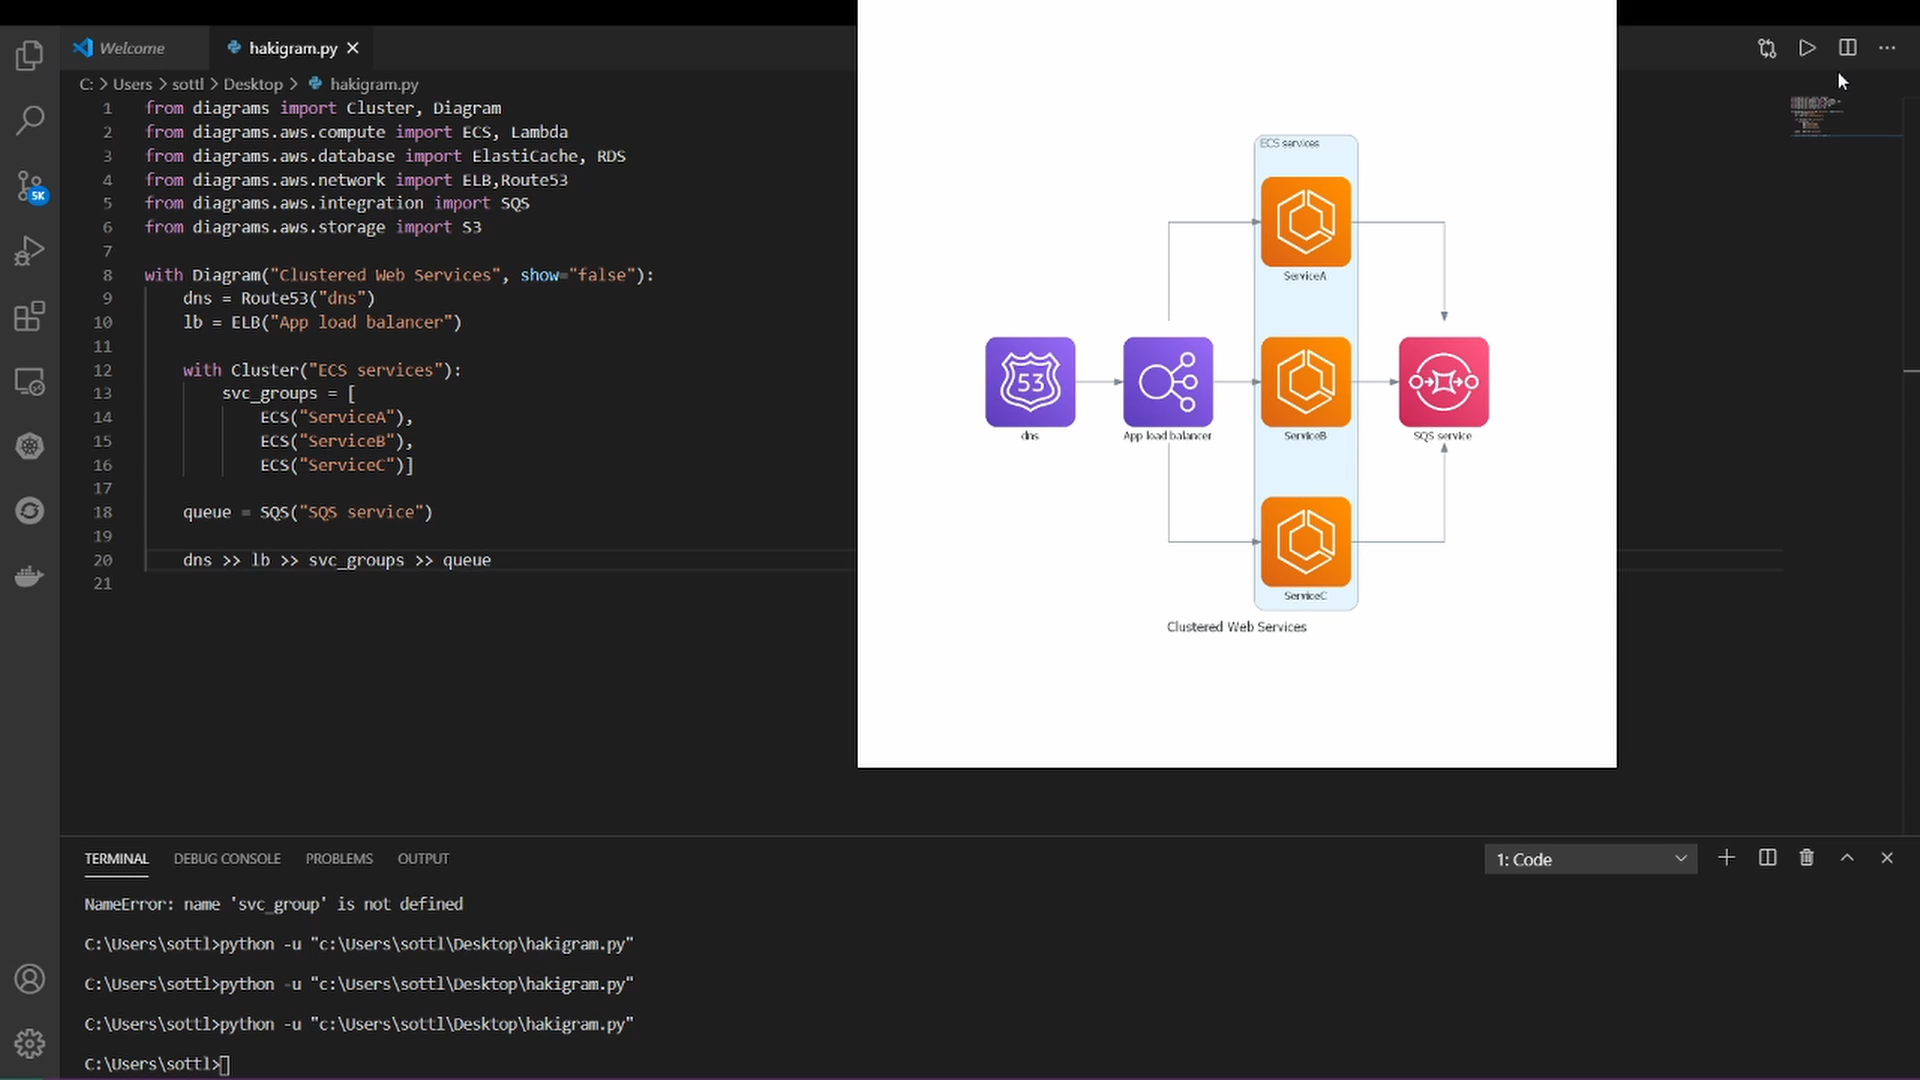 Welcome
hakigram.py
C: > Users > sottl > Desktop > hakigram.py
1 from diagrams import Cluster, Diagram
2 from diagrams.aws.compute import ECS, Lambda
3 from diagrams.aws.database import ElastiCache, RDS
4 from diagrams.aws.network import ELB,Route53
5 from diagrams.aws.integration import SQS
6 from diagrams.aws.storage import S3
7
8 with Diagram("Clustered Web Services", show="false"):
9 dns = Route53("dns")
10 lb = ELB("App load balancer")
11
12 with Cluster("ECS services"):
13 svc_groups = [
14 ECS("ServiceA"),
15 ECS("ServiceB"),
16 ECS("ServiceC")]
17
18 queue = SQS("SQS service")
19
20 dns >> lb >> svc_groups >> queue
21
5K
ECS services
ServiceA
53
dns
App load balancer
ServiceB
SQS service
ServiceC
Clustered Web Services
TERMINAL
DEBUG CONSOLE
PROBLEMS
OUTPUT
1: Code
NameError: name 'svc_group' is not defined
C:\Users\sottl>python -u "c:\Users\sottl\Desktop\hakigram.py"
C:\Users\sottl>python -u "c:\Users\sottl\Desktop\hakigram.py"
C:\Users\sottl>python -u "c:\Users\sottl\Desktop\hakigram.py"
C:\Users\sottl>